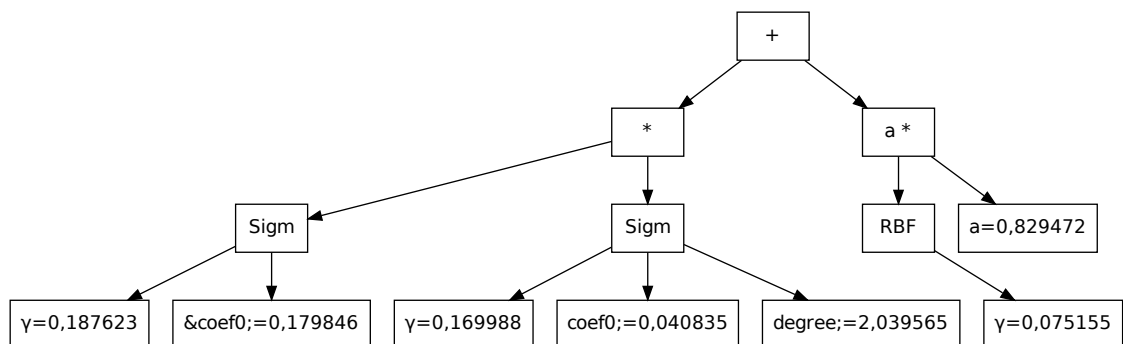 +
*
a *
Sigm
Sigm
RBF
a=0,829472
γ=0,187623
&coef0;=0,179846
γ=0,169988
coef0;=0,040835
degree;=2,039565
γ=0,075155